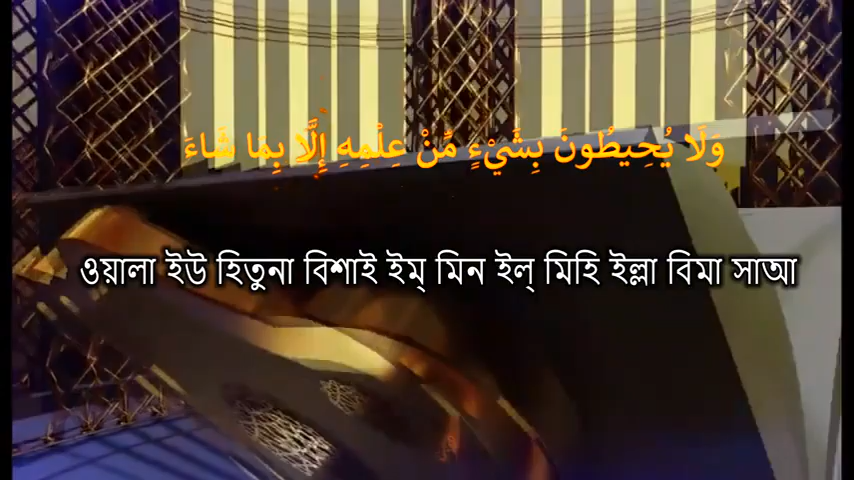 وَلَا يُحِيطُونَ بِشَيْءٍ مِّنْ عِلْمِهِ إِلَّا بِمَا شَاءَ
ওয়ালা ইউ হিতুনা বিশাই ইম্ মিন ইল্ মিহি ইল্লা বিমা সাআ